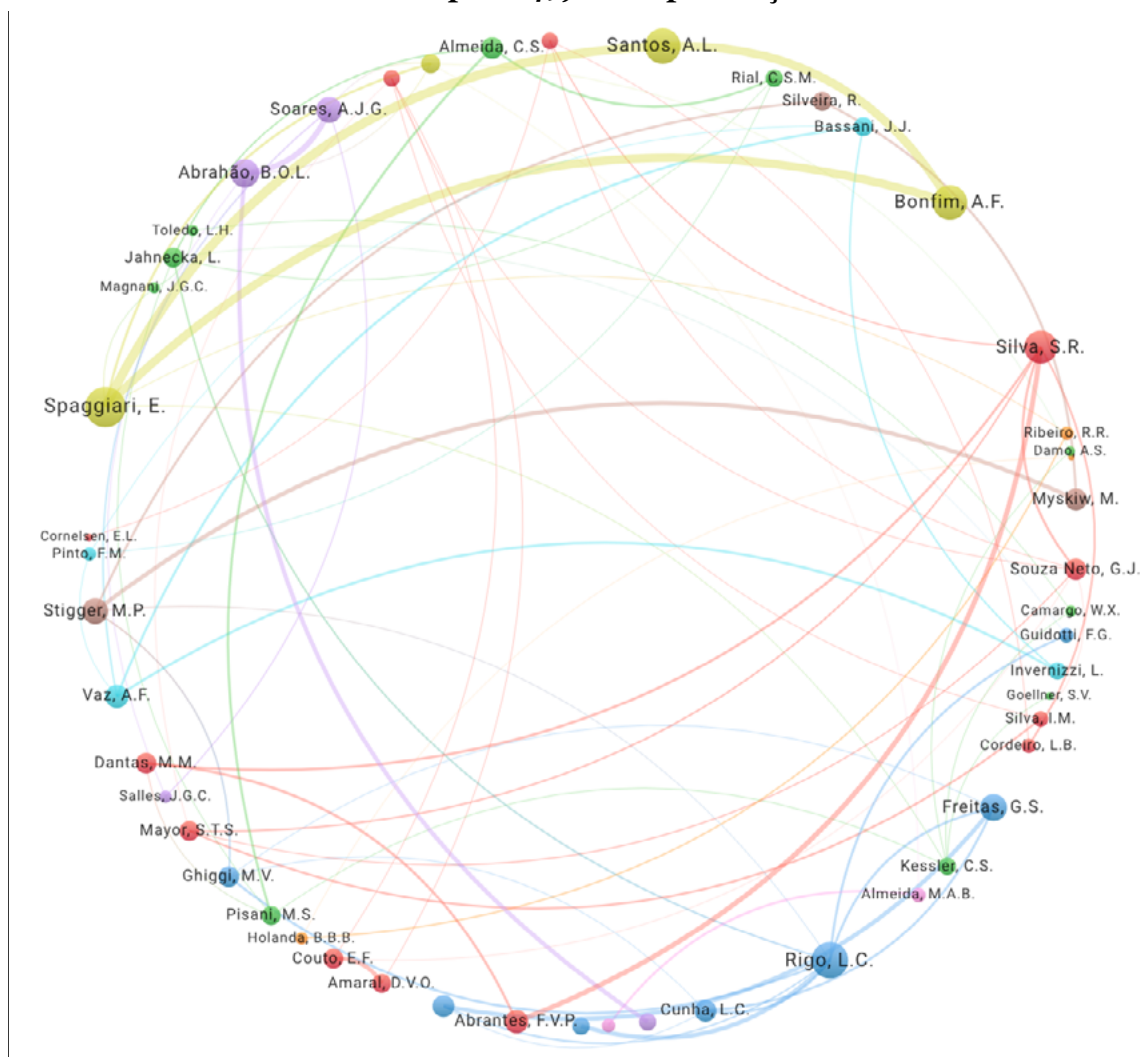 Almeida, C.S.
Santos, A.L.
Rial, C.S.M.
Silveira, R.
Soares, A.J.G.
Bassani, J.J.
Abrahão, B.O.L.
Bonfim, A.F.
Toledo, L.H.
Jahnecka, L.
Magnani, J.G.C.
Silva, S.R.
Spaggiari, E.
Ribeiro, R.R.
Damo, A.S.
Myskiw, M.
Cornelsen, E.L.
Pinto, F.M.
Souza Neto, G.J.
Stigger, M.P.
Camargo, W.X.
Guidotti, F.G.
Invernizzi, L.
Vaz, A.F.
Goellner, S.V.
Silva, I.M.
Cordeiro, L.B.
Dantas, M.M.
Salles, J.G.C.
Freitas, G.S.
Mayor, S.T.S.
Kessler, C.S.
Ghiggi, M.V.
Almeida, M.A.B.
Pisani, M.S.
Holanda, B.B.B.
Couto, E.F.
Rigo, L.C.
Amaral, D.V.O.
Cunha, L.C.
Abrantes, F.V.P.